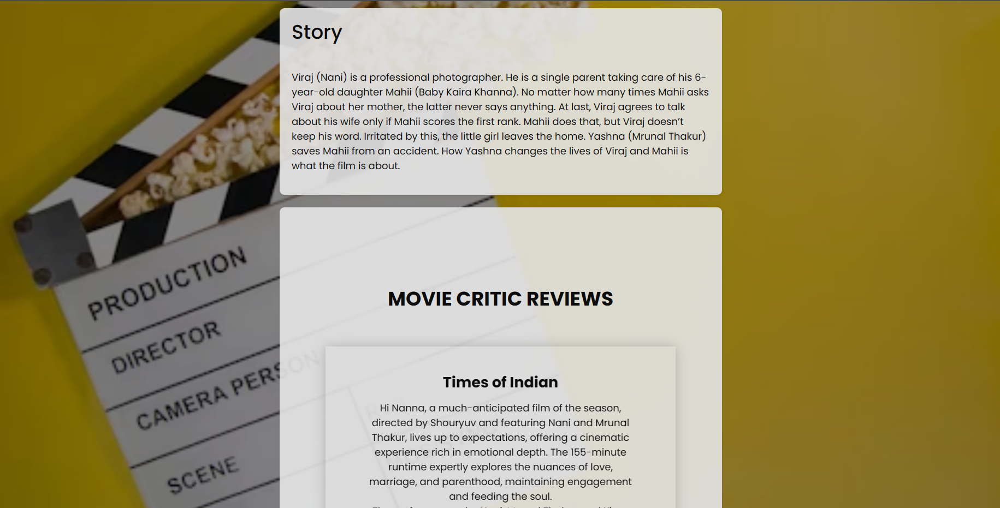 Story
Viraj (Nani) is a professional photographer. He is a single parent taking care of his 6-
year-old daughter Mahii (Baby Kaira Khanna). No matter how many times Mahii asks
Viraj about her mother, the latter never says anything. At last, Viraj agrees to talk
about his wife only if Mahii scores the first rank. Mahii does that, but Viraj doesn’t
keep his word. Irritated by this, the little girl leaves the home. Yashna (Mrunal Thakur)
saves Mahii from an accident. How Yashna changes the lives of Viraj and Mahii is
what the film is about.
MOVIE CRITIC REVIEWS
Times of Indian
Hi Nanna, a much-anticipated film of the season,
directed by Shouryuv and featuring Nani and Mrunal
Thakur, lives up to expectations, offering a cinematic
experience rich in emotional depth. The 155-minute
runtime expertly explores the nuances of love,
marriage, and parenthood, maintaining engagement
and feeding the soul.
PRODUCTION
DIRECTOR
CAMERA PERSON
SCENE